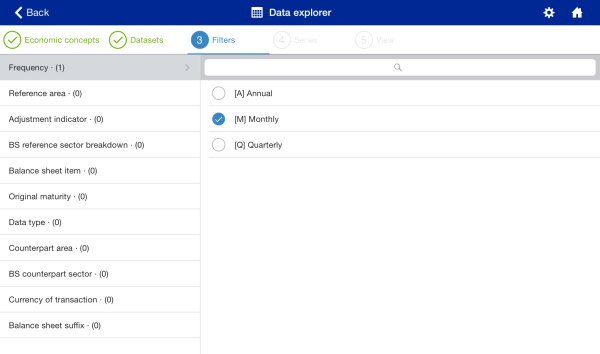 Back
Data explorer
Economic concepts
Datasets
3 Filters
4 Series
5 View
Frequency · (1)
Reference area · (0)
Adjustment indicator · (0)
BS reference sector breakdown · (0)
Balance sheet item · (0)
Original maturity · (0)
Data type · (0)
Counterpart area · (0)
BS counterpart sector · (0)
Currency of transaction · (0)
Balance sheet suffix · (0)
[A] Annual
[M] Monthly
[Q] Quarterly